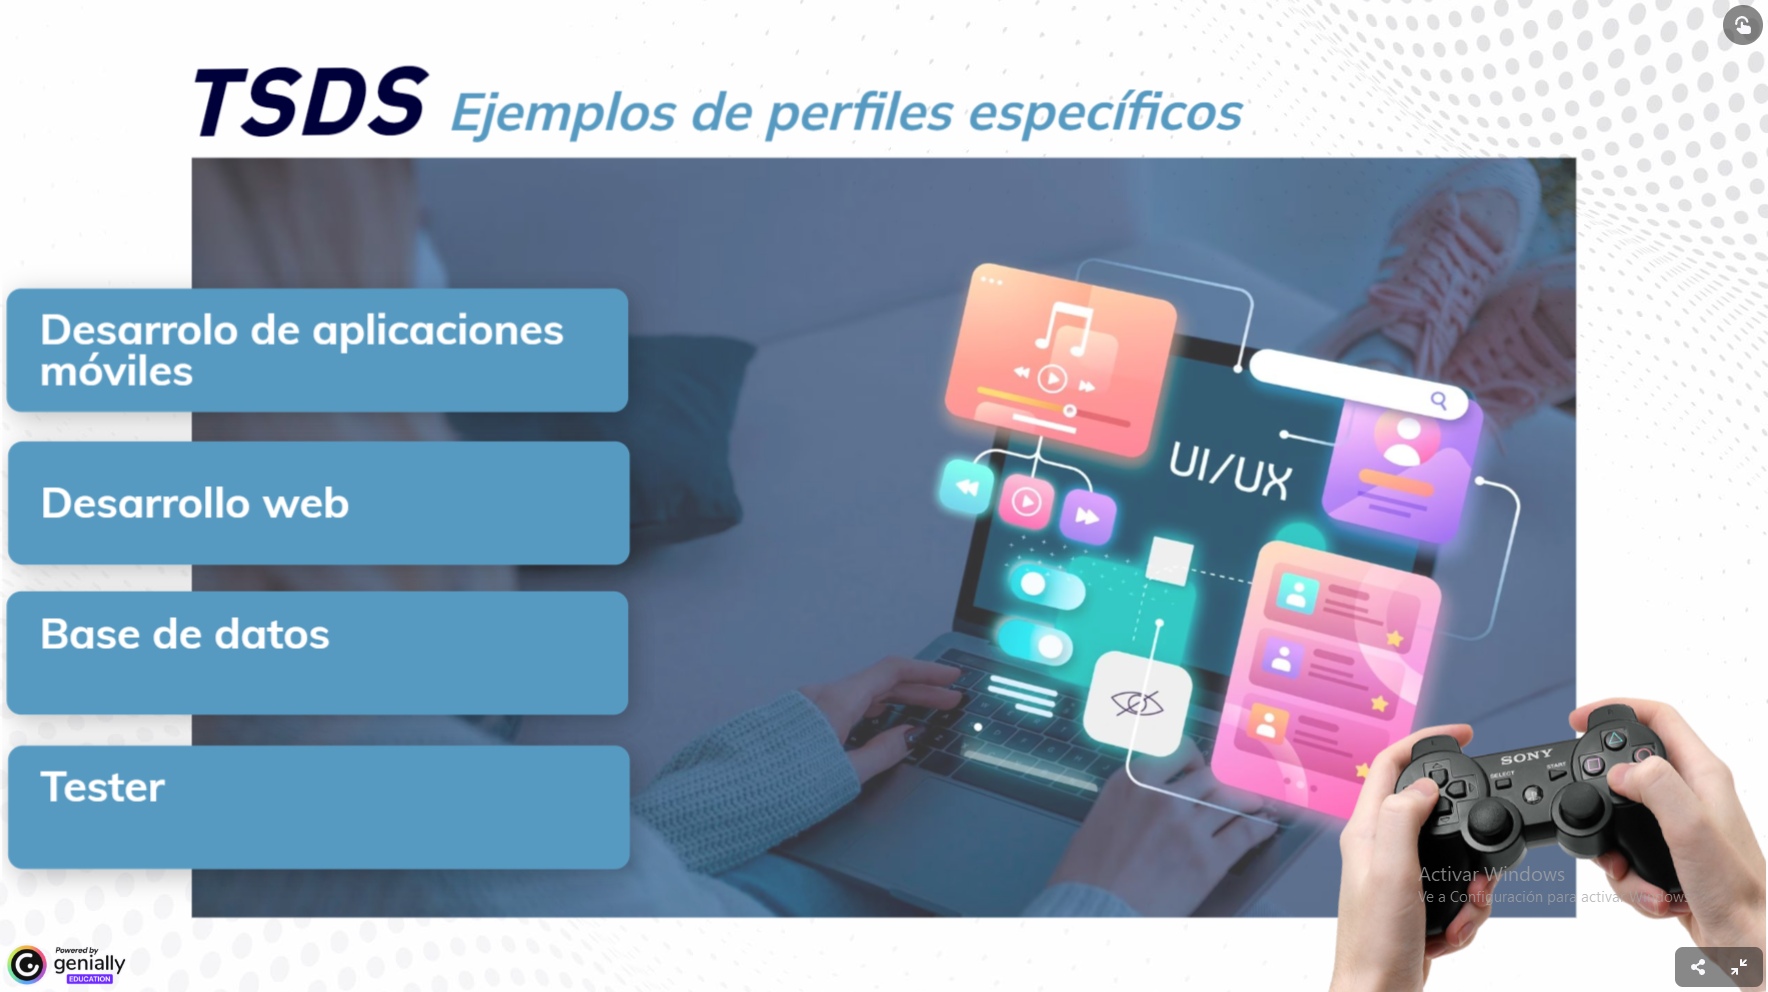 TSDS Ejemplos de perfiles específicos
Desarrolo de aplicaciones
móviles
Desarrollo web
Base de datos
Tester
UI/UX
SONY
SELECT
START
Activar Windows
Ve a Configuración para activar Windows.
Powered by
genially
EDUCATION